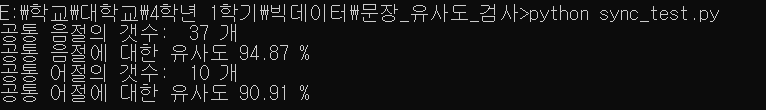 E:\학교\대학교\4학년 1학기\빅데이터\문장_유사도_검사>python sync_test.py
공통 음절의 갯수:  37 개
공통 음절에 대한 유사도 94.87 %
공통 어절의 갯수:  10 개
공통 어절에 대한 유사도 90.91 %